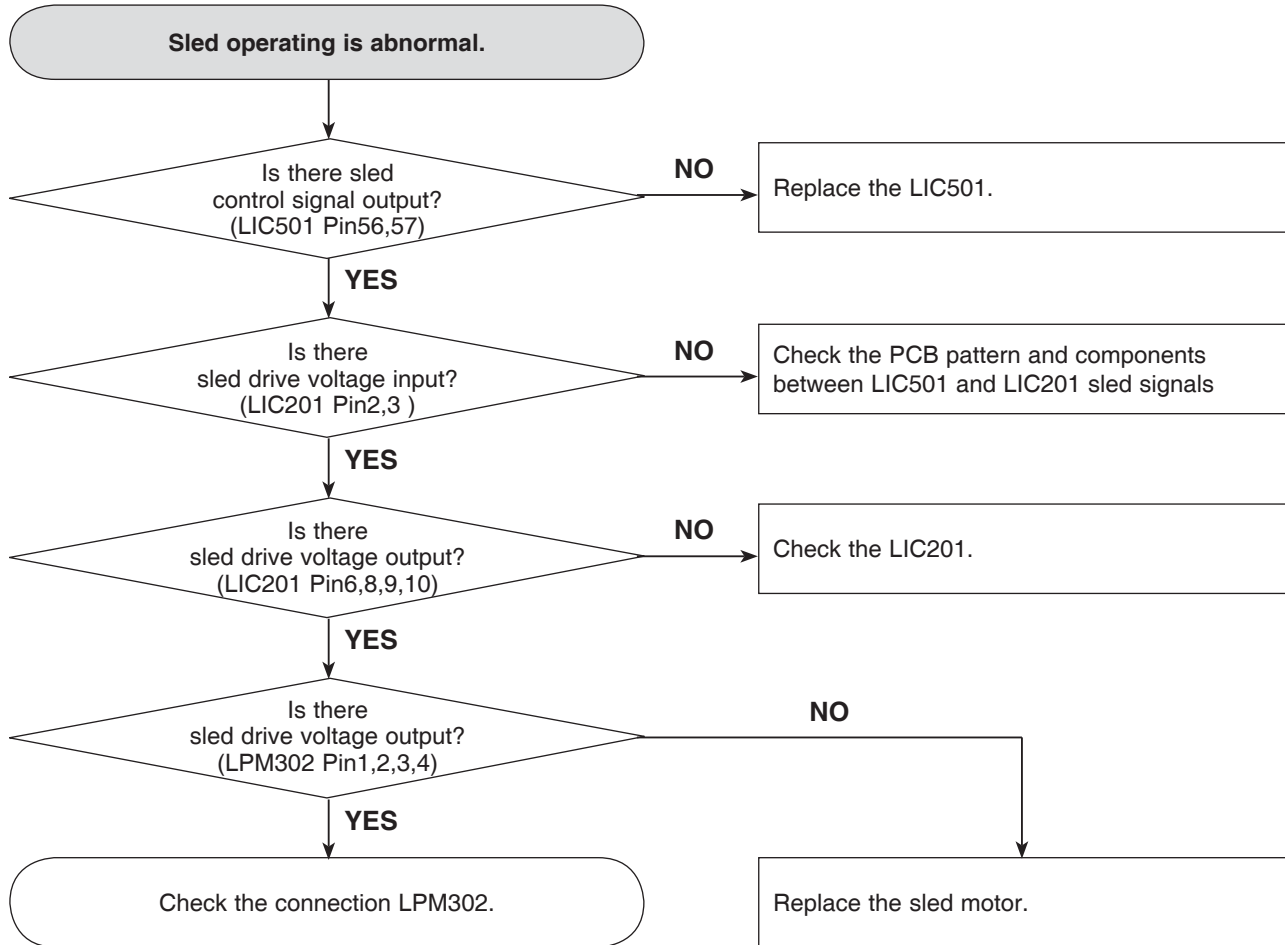 Sled operating is abnormal.
Is there sled
control signal output?
(LIC501 Pin56,57)
NO
Replace the LIC501.
YES
Is there
sled drive voltage input?
(LIC201 Pin2,3 )
NO
Check the PCB pattern and components
between LIC501 and LIC201 sled signals
YES
Is there
sled drive voltage output?
(LIC201 Pin6,8,9,10)
NO
Check the LIC201.
YES
Is there
sled drive voltage output?
(LPM302 Pin1,2,3,4)
NO
YES
Check the connection LPM302.
Replace the sled motor.